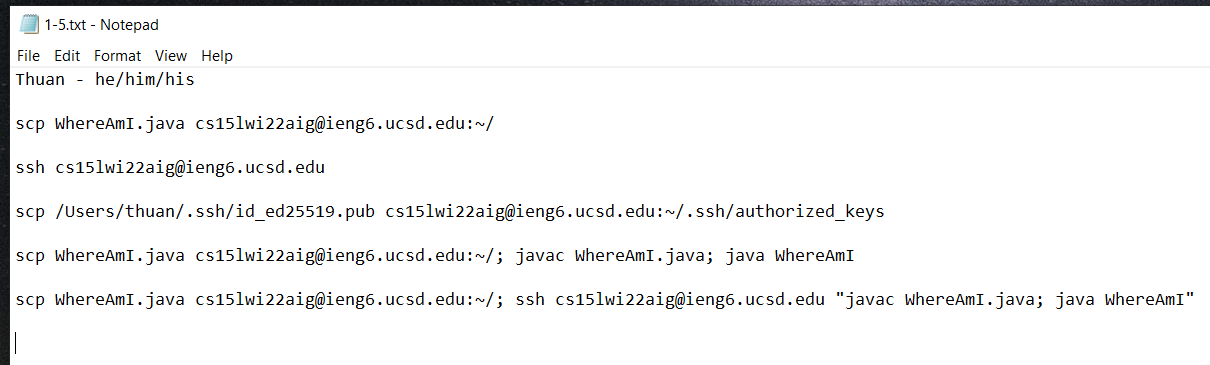 1-5.txt - Notepad
File Edit Format View Help
Thuan - he/him/his
scp WhereAmI.java cs15lwi22aig@ieng6.ucsd.edu:~/
ssh cs15lwi22aig@ieng6.ucsd.edu
scp /Users/thuan/.ssh/id_ed25519.pub cs15lwi22aig@ieng6.ucsd.edu:~/.ssh/authorized_keys
scp WhereAmI.java cs15lwi22aig@ieng6.ucsd.edu:~/; javac WhereAmI.java; java WhereAmI
scp WhereAmI.java cs15lwi22aig@ieng6.ucsd.edu:~/; ssh cs15lwi22aig@ieng6.ucsd.edu "javac WhereAmI.java; java WhereAmI"